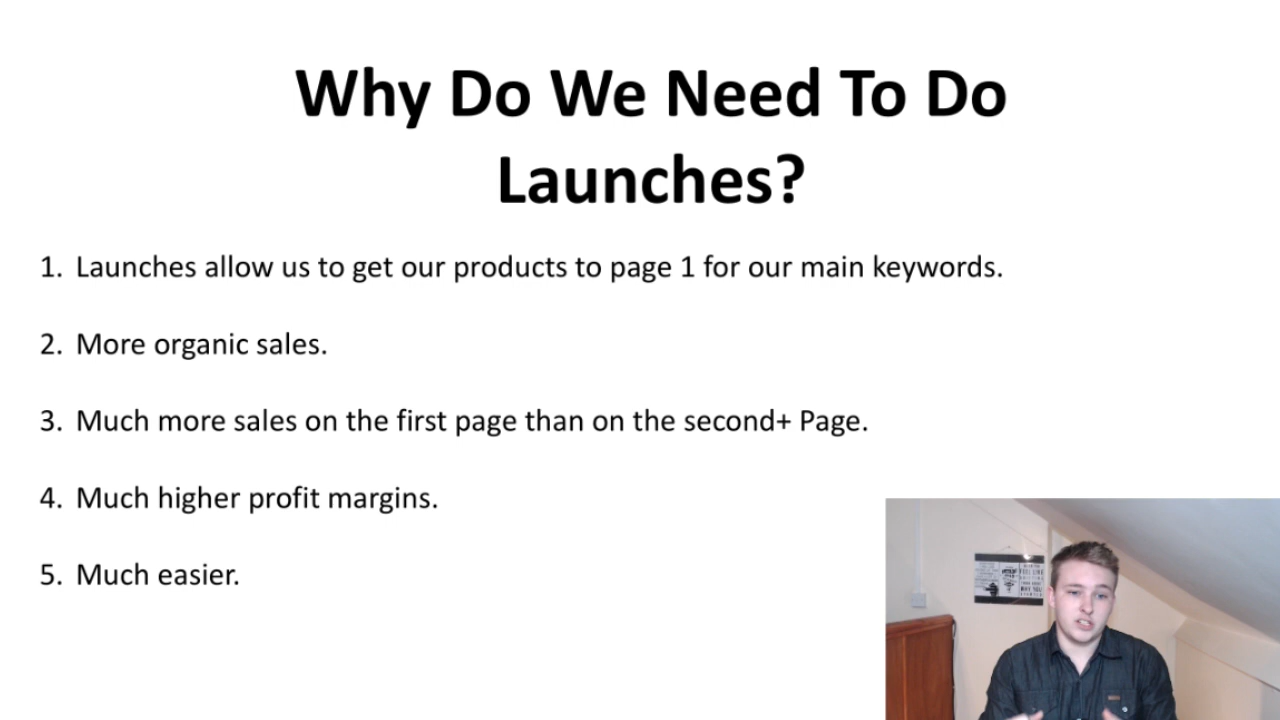 Why Do We Need To Do
Launches?
1. Launches allow us to get our products to page 1 for our main keywords.
2. More organic sales.
3. Much more sales on the first page than on the second+ Page.
4. Much higher profit margins.
5. Much easier.